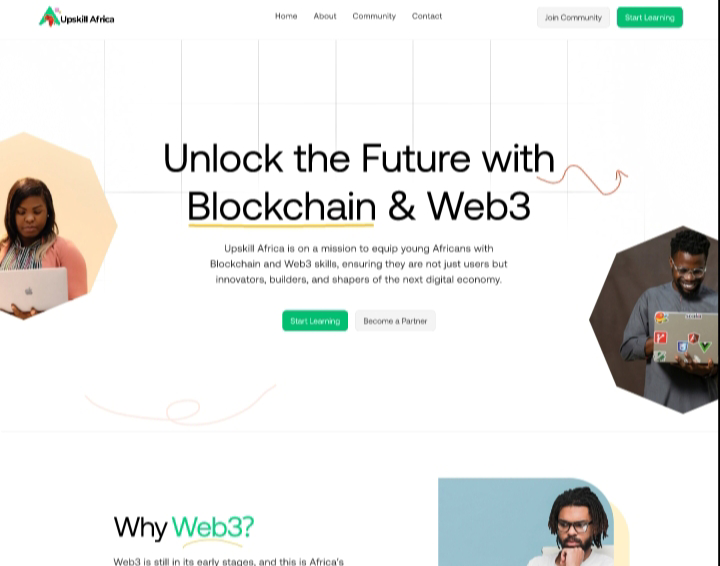 Upskill Africa
Home
About
Community
Contact
Join Community
Start Learning
Unlock the Future with
Blockchain & Web3
Upskill Africa is on a mission to equip young Africans with
Blockchain and Web3 skills, ensuring they are not just users but
innovators, builders, and shapers of the next digital economy.
Start Learning
Become a Partner
Why Web3?
Web3 is still in its early stages, and this is Africa's